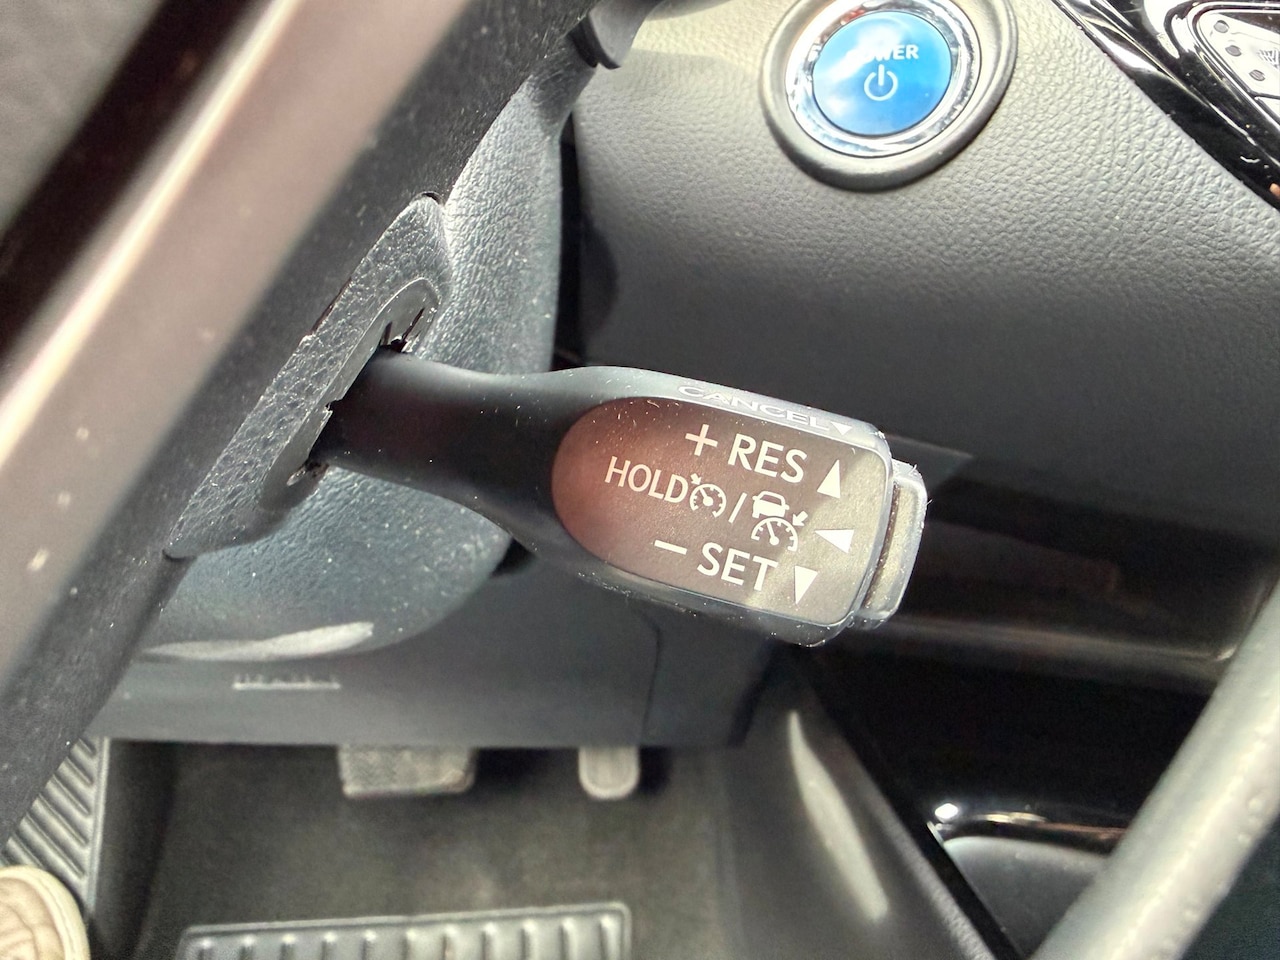 POWER
CANCEL▼
+ RES ▲
HOLD / ◀
− SET ▼